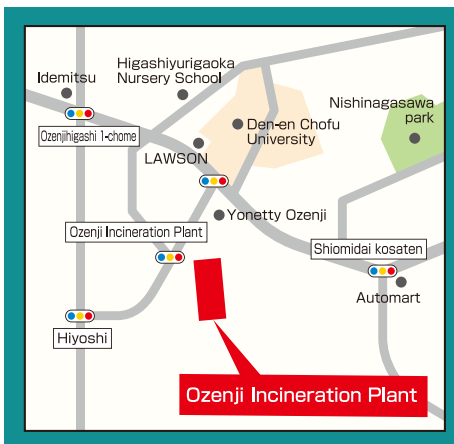 Higashiyurigaoka
Nursery School
Idemitsu
Nishinagasawa
park
Ozenjihigashi 1-chome
Den-en Chofu
University
LAWSON
Yonetty Ozenji
Ozenji Incineration Plant
Shiomidai kosaten
Automart
Hiyoshi
Ozenji Incineration Plant